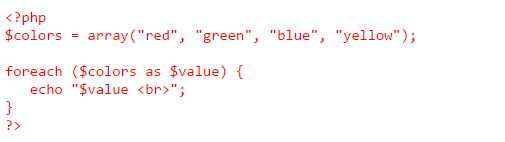 <?php
$colors = array("red", "green", "blue", "yellow");
foreach ($colors as $value) {
   echo "$value <br>";
}
?>